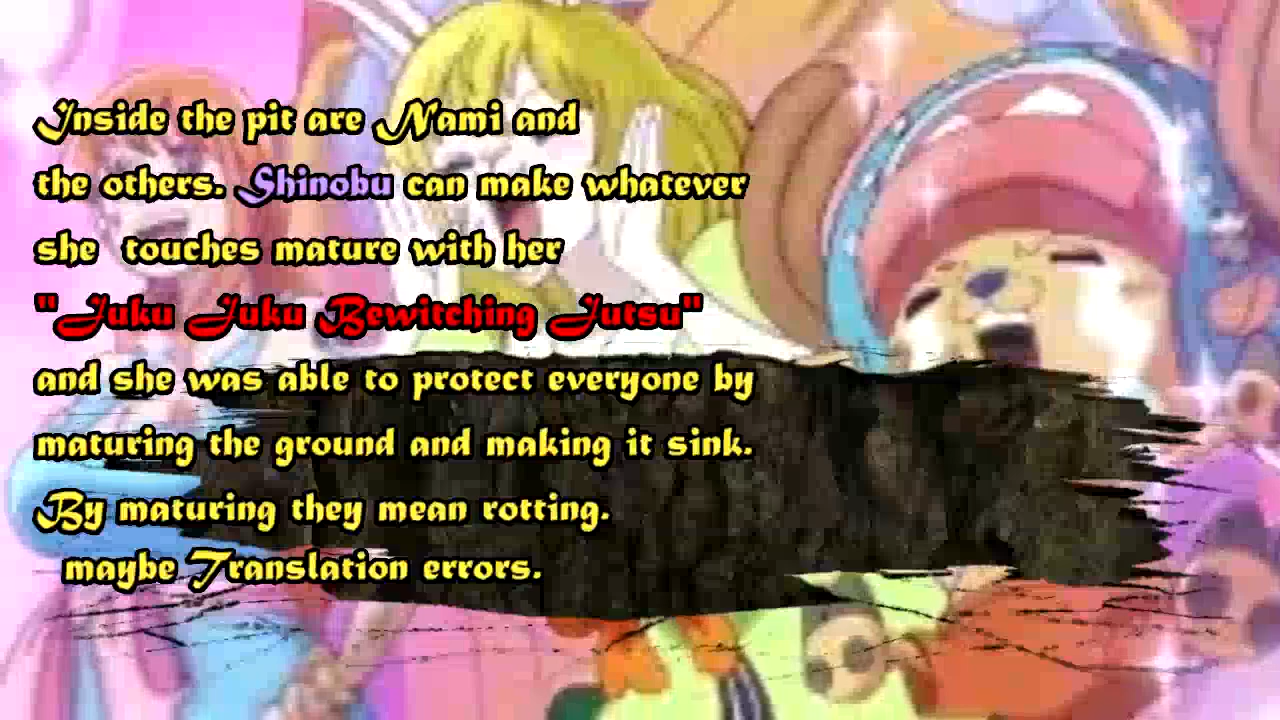 Inside the pit are Nami and
the others. Shinobu can make whatever
she touches mature with her
"Juku Juku Bewitching Jutsu"
and she was able to protect everyone by
maturing the ground and making it sink.
By maturing they mean rotting.
maybe Translation errors.